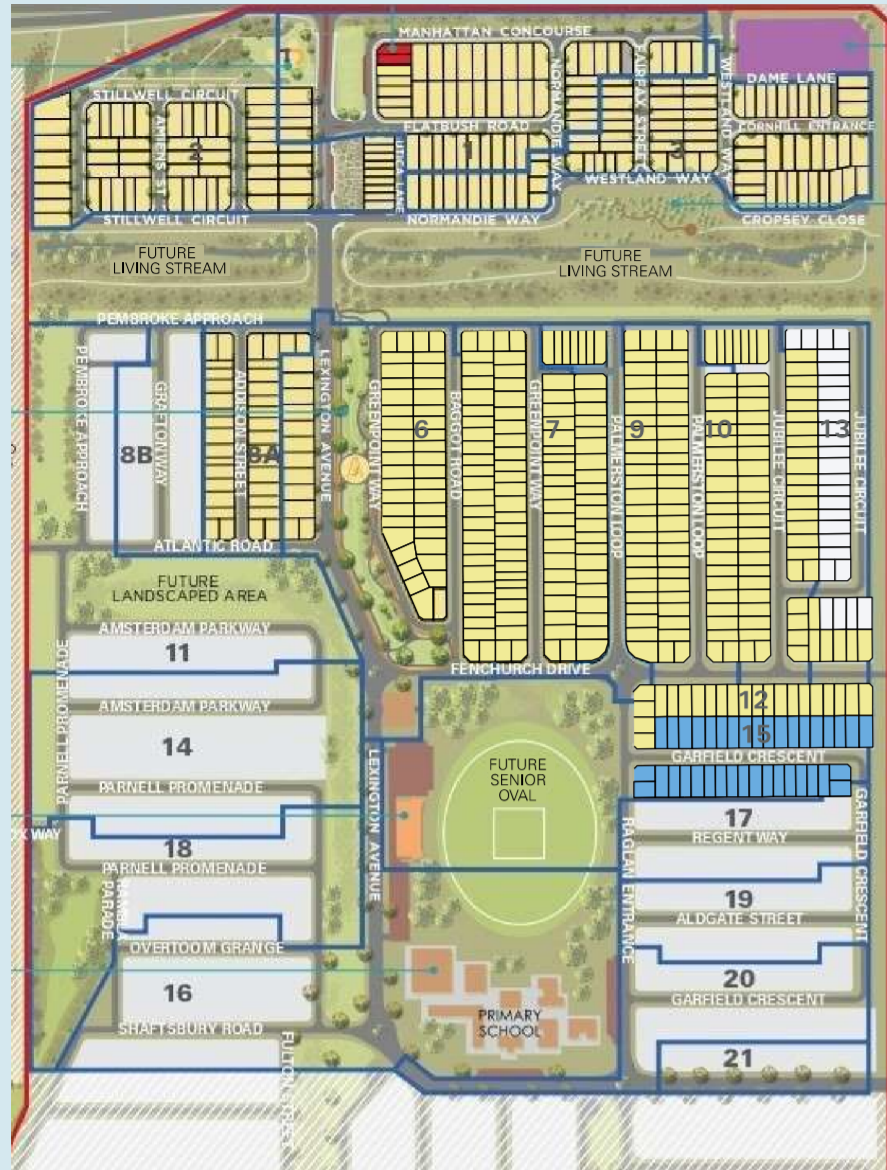 MANHATTAN CONCOURSE
STILLWELL CIRCUIT
AMIENS ST
2
FLATBUSH ROAD
NORMANDIE WAY
FAIRFAX STREET
WESTLAND WAY
DAME LANE
CORNHILL ENTRANCE
UTICA LANE
1
3
WESTLAND WAY
STILLWELL CIRCUIT
NORMANDIE WAY
CROPSEY CLOSE
FUTURE
LIVING STREAM
FUTURE
LIVING STREAM
PEMBROKE APPROACH
PEMBROKE APPROACH
8B
GRAFTON WAY
ADDISON STREET
8A
LEXINGTON AVENUE
GREENPOINT WAY
6
BAGGOT ROAD
GREENPOINT WAY
7
PALMERSTON LOOP
9
PALMERSTON LOOP
10
JUBILEE CIRCUIT
13
JUBILEE CIRCUIT
ATLANTIC ROAD
FUTURE
LANDSCAPED AREA
AMSTERDAM PARKWAY
11
PARNELL PROMENADE
AMSTERDAM PARKWAY
14
PARNELL PROMENADE
18
PARNELL PROMENADE
OVERTOOM GRANGE
16
SHAFTSBURY ROAD
FULTON STREET
FENCHURCH DRIVE
LEXINGTON AVENUE
FUTURE
SENIOR
OVAL
PRIMARY
SCHOOL
12
15
GARFIELD CRESCENT
17
REGENT WAY
RAGLAN ENTRANCE
GARFIELD CRESCENT
19
ALDGATE STREET
20
GARFIELD CRESCENT
21